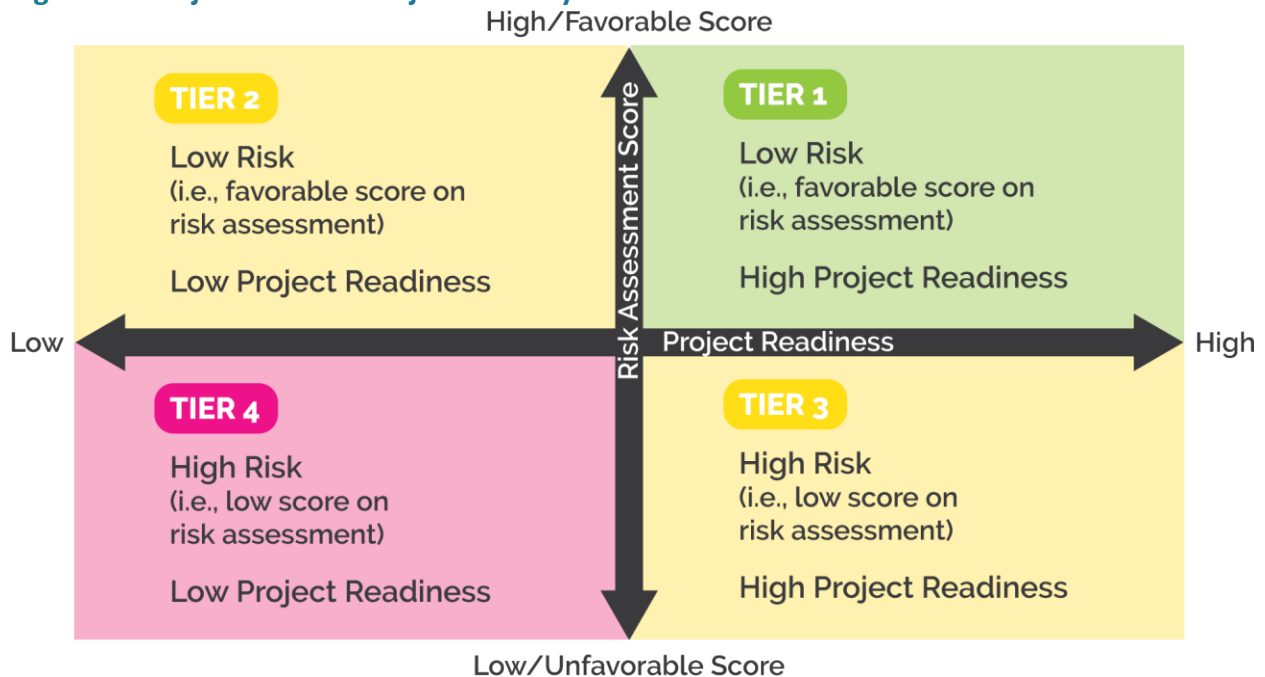 High/Favorable Score
TIER 2
Low Risk
(i.e., favorable score on
risk assessment)
Low Project Readiness
TIER 1
Low Risk
(i.e., favorable score on
risk assessment)
High Project Readiness
Risk Assessment Score
Low
Project Readiness
High
TIER 4
High Risk
(i.e., low score on
risk assessment)
Low Project Readiness
TIER 3
High Risk
(i.e., low score on
risk assessment)
High Project Readiness
Low/Unfavorable Score